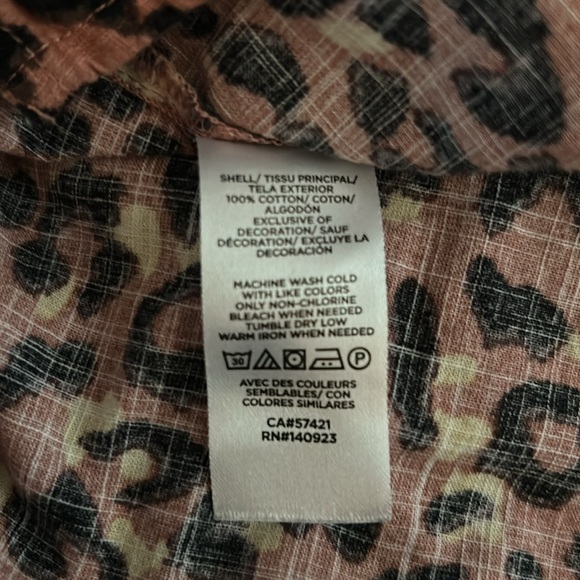 SHELL/ TISSU PRINCIPAL/
TELA EXTERIOR
100% COTTON/ COTON/
ALGODÓN
EXCLUSIVE OF
DECORATION/ SAUF
DÉCORATION/ EXCLUYE LA
DECORACIÓN
MACHINE WASH COLD
WITH LIKE COLORS
ONLY NON-CHLORINE
BLEACH WHEN NEEDED
TUMBLE DRY LOW
WARM IRON WHEN NEEDED
30 P
AVEC DES COULEURS
SEMBLABLES/ CON
COLORES SIMILARES
CA#57421
RN#140923